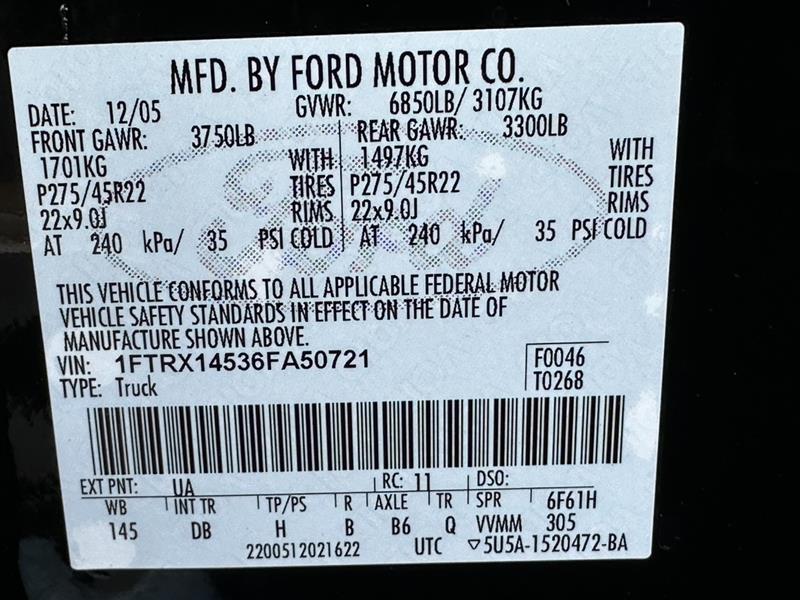 MFD. BY FORD MOTOR CO.
DATE: 12/05 GVWR: 6850LB/ 3107KG
FRONT GAWR: 3750LB REAR GAWR: 3300LB
1701KG WITH 1497KG WITH
P275/45R22 TIRES P275/45R22 TIRES
22x9.0J RIMS 22x9.0J RIMS
AT 240 kPa/ 35 PSI COLD AT 240 kPa/ 35 PSI COLD
Ford
THIS VEHICLE CONFORMS TO ALL APPLICABLE FEDERAL MOTOR
VEHICLE SAFETY STANDARDS IN EFFECT ON THE DATE OF
MANUFACTURE SHOWN ABOVE.
VIN: 1FTRX14536FA50721 F0046
TYPE: Truck T0268
EXT PNT: UA RC: 11 DSO:
WB INT TR TP/PS R AXLE TR SPR 6F61H
145 DB H B B6 Q VVMM 305
2200512021622 UTC ▽5U5A-1520472-BA